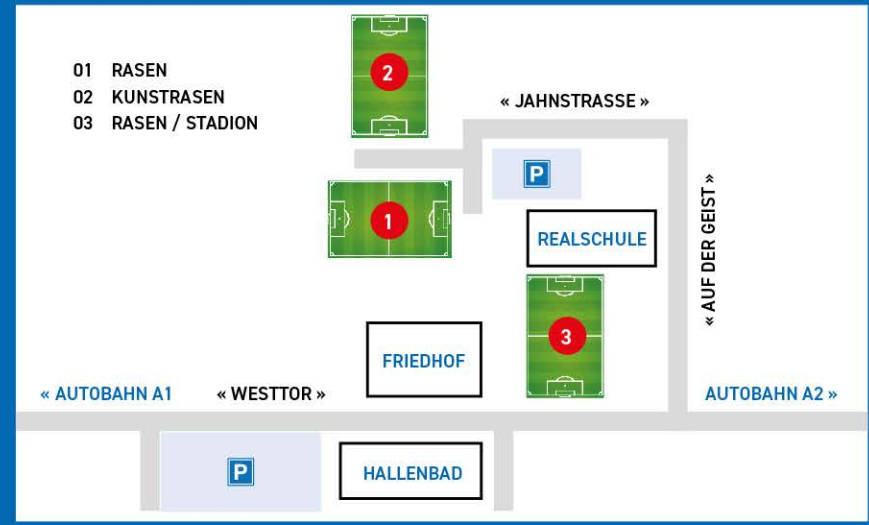 01 RASEN
02 KUNSTRASEN
03 RASEN / STADION
2
« JAHNSTRASSE »
P
1
REALSCHULE
« AUF DER GEIST »
3
FRIEDHOF
« AUTOBAHN A1
« WESTTOR »
AUTOBAHN A2 »
P
HALLENBAD